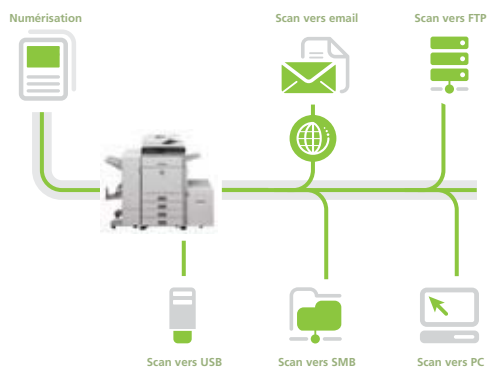 Numérisation
Scan vers email
Scan vers FTP
Scan vers USB
Scan vers SMB
Scan vers PC